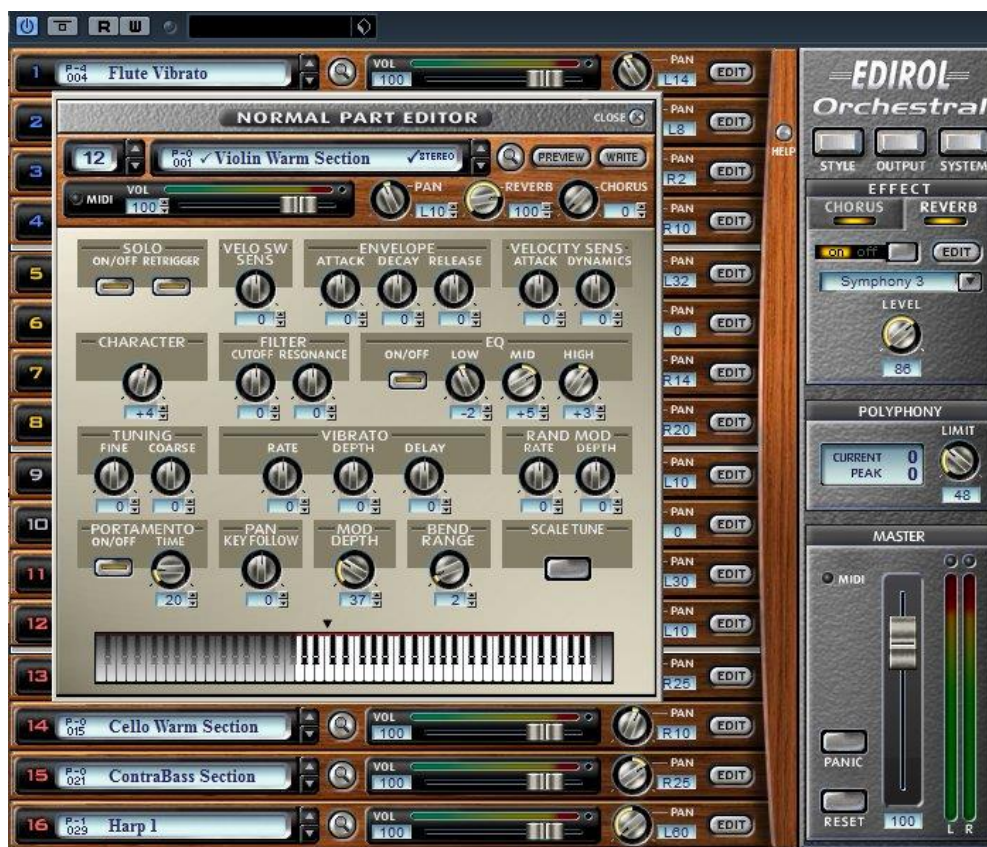 R W
1 P-4 004 Flute Vibrato VOL 100 PAN L14 EDIT
2 PAN L8 EDIT
3 PAN R2 EDIT
4 PAN R10 EDIT
5 PAN L32 EDIT
6 PAN 0 EDIT
7 PAN R14 EDIT
8 PAN R20 EDIT
9 PAN L10 EDIT
10 PAN 0 EDIT
11 PAN L30 EDIT
12 PAN L10 EDIT
13 PAN R25 EDIT
14 P-0 015 Cello Warm Section VOL 100 PAN R10 EDIT
15 P-0 021 ContraBass Section VOL 100 PAN R25 EDIT
16 P-1 029 Harp 1 VOL 100 PAN L60 EDIT
NORMAL PART EDITOR CLOSE
12 P-0 001 ✓Violin Warm Section ✓STEREO PREVIEW WRITE
MIDI VOL 100 PAN L10 REVERB 100 CHORUS 0
SOLO VELO SW SENS ENVELOPE VELOCITY SENS
ON/OFF RETRIGGER ATTACK DECAY RELEASE ATTACK DYNAMICS
0 0 0 0 0 0
CHARACTER FILTER EQ
CUTOFF RESONANCE ON/OFF LOW MID HIGH
+4 0 0 -2 +5 +3
TUNING VIBRATO RAND MOD
FINE COARSE RATE DEPTH DELAY RATE DEPTH
0 0 0 0 0 0 0
PORTAMENTO PAN KEY FOLLOW MOD DEPTH BEND RANGE SCALE TUNE
ON/OFF TIME
20 0 37 2
HELP
EDIROL
Orchestral
STYLE OUTPUT SYSTEM
EFFECT
CHORUS REVERB
on off EDIT
Symphony 3
LEVEL
86
POLYPHONY
LIMIT
CURRENT 0
PEAK 0
48
MASTER
MIDI
PANIC
RESET 100 L R